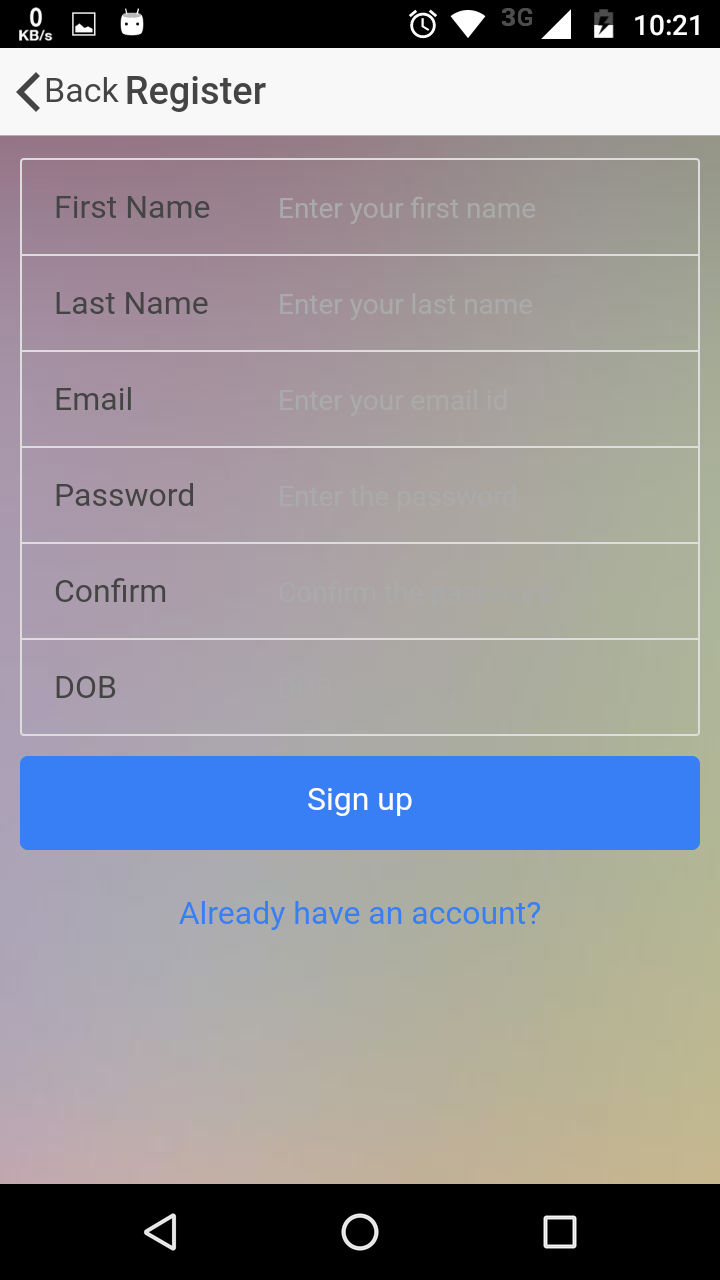 0
KB/s
3G
10:21
Back Register
First Name Enter your first name
Last Name Enter your last name
Email Enter your email id
Password Enter the password
Confirm Confirm the password
DOB
Sign up
Already have an account?